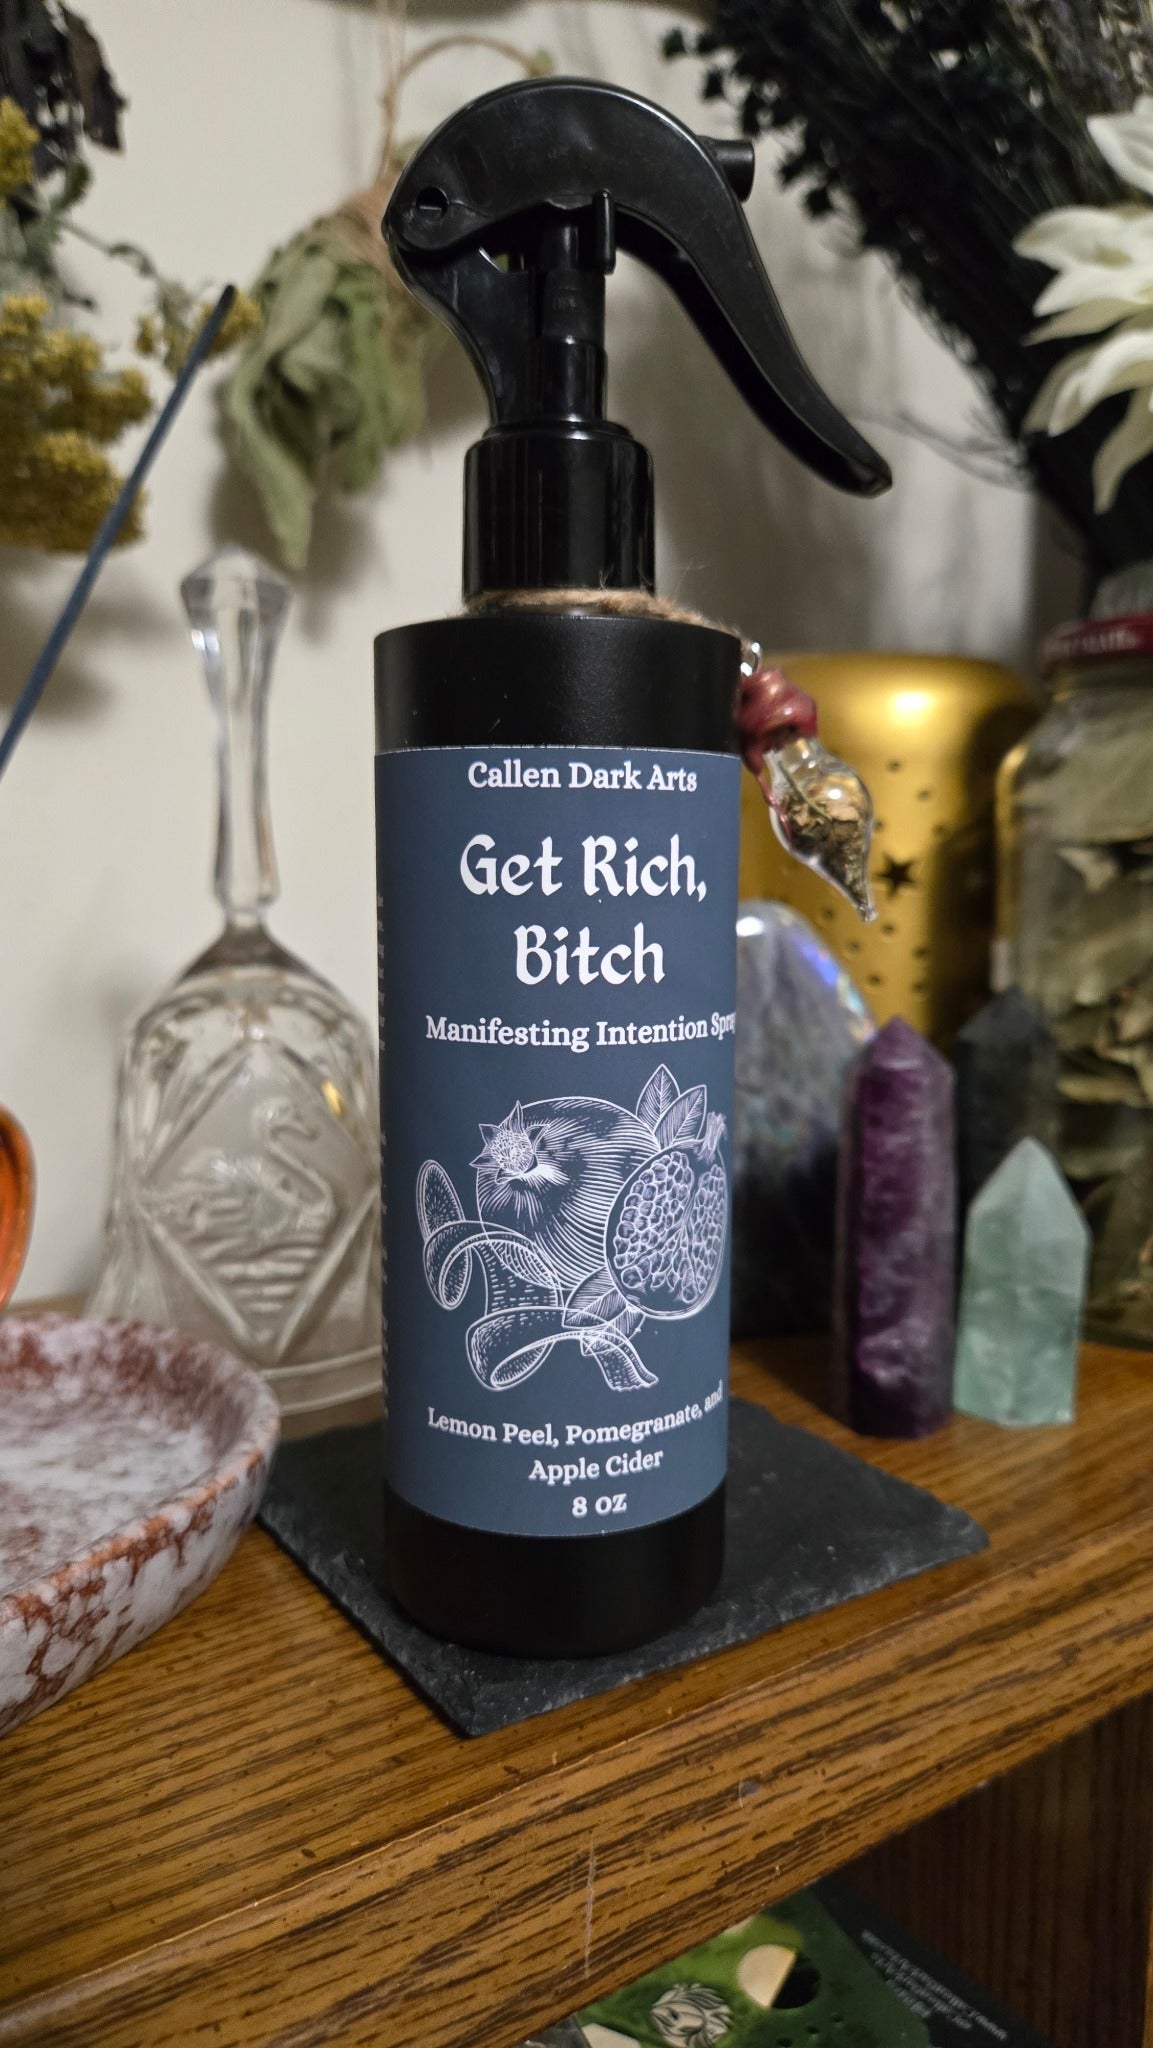 Callen Dark Arts
Get Rich,
Bitch
Manifesting Intention Spray
Lemon Peel, Pomegranate, and
Apple Cider
8 oz